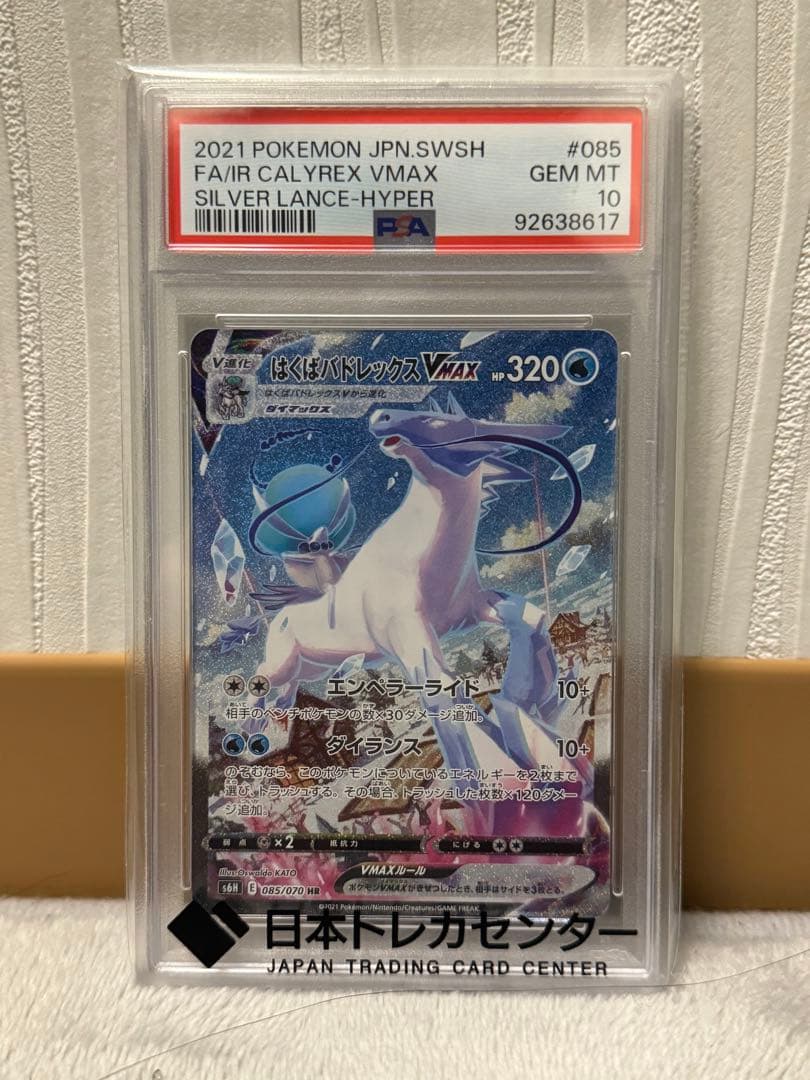 2021 POKEMON JPN.SWSH #085
FA/IR CALYREX VMAX GEM MT
SILVER LANCE-HYPER 10
PSA 92638617
V進化 はくばバドレックスVMAX HP320
はくばバドレックスVから進化
ダイマックス
エンペラーライド 10+
相手のベンチポケモンの数×30ダメージ追加。
ダイランス 10+
のぞむなら、このポケモンについているエネルギーを2枚まで
選び、トラッシュする。その場合、トラッシュした枚数×120ダメー
ジ追加。
弱点 ×2 抵抗力 にげる
Illus. Oswaldo KATO
VMAXルール
s6H E 085/070 HR
ポケモンVMAXがきぜつしたとき、相手はサイドを3枚とる。
©2021 Pokémon/Nintendo/Creatures/GAME FREAK.
日本トレカセンター
JAPAN TRADING CARD CENTER